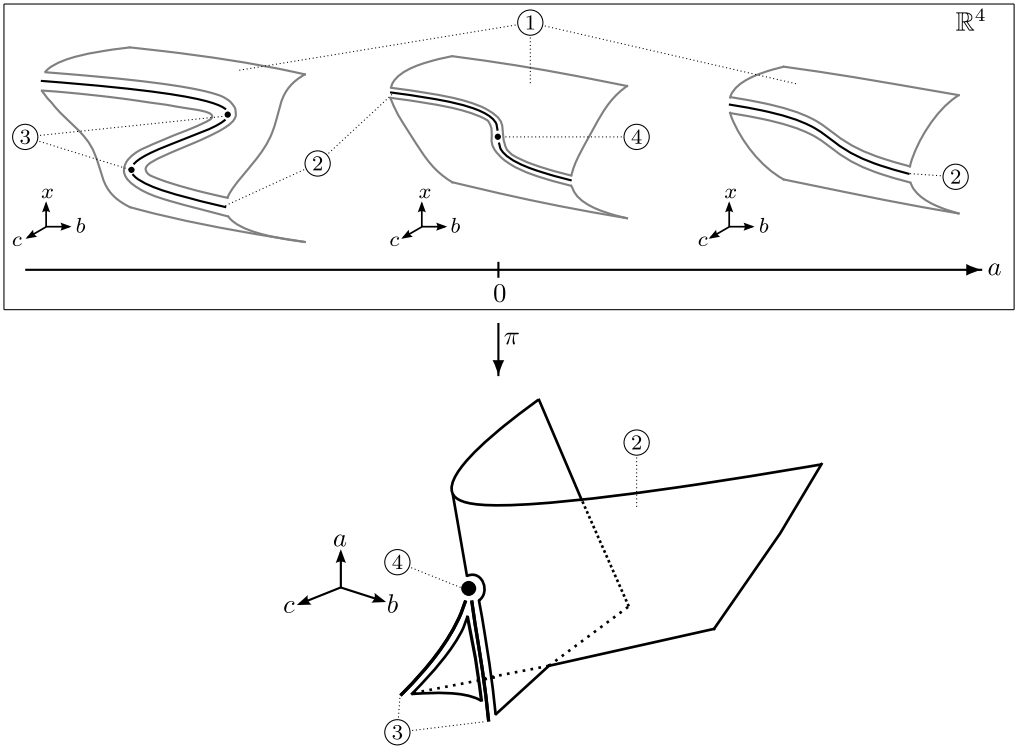 ① ℝ⁴
③ ④
② ②
x x x
b b b
c c c
a
0
π
②
a ④
c b
③